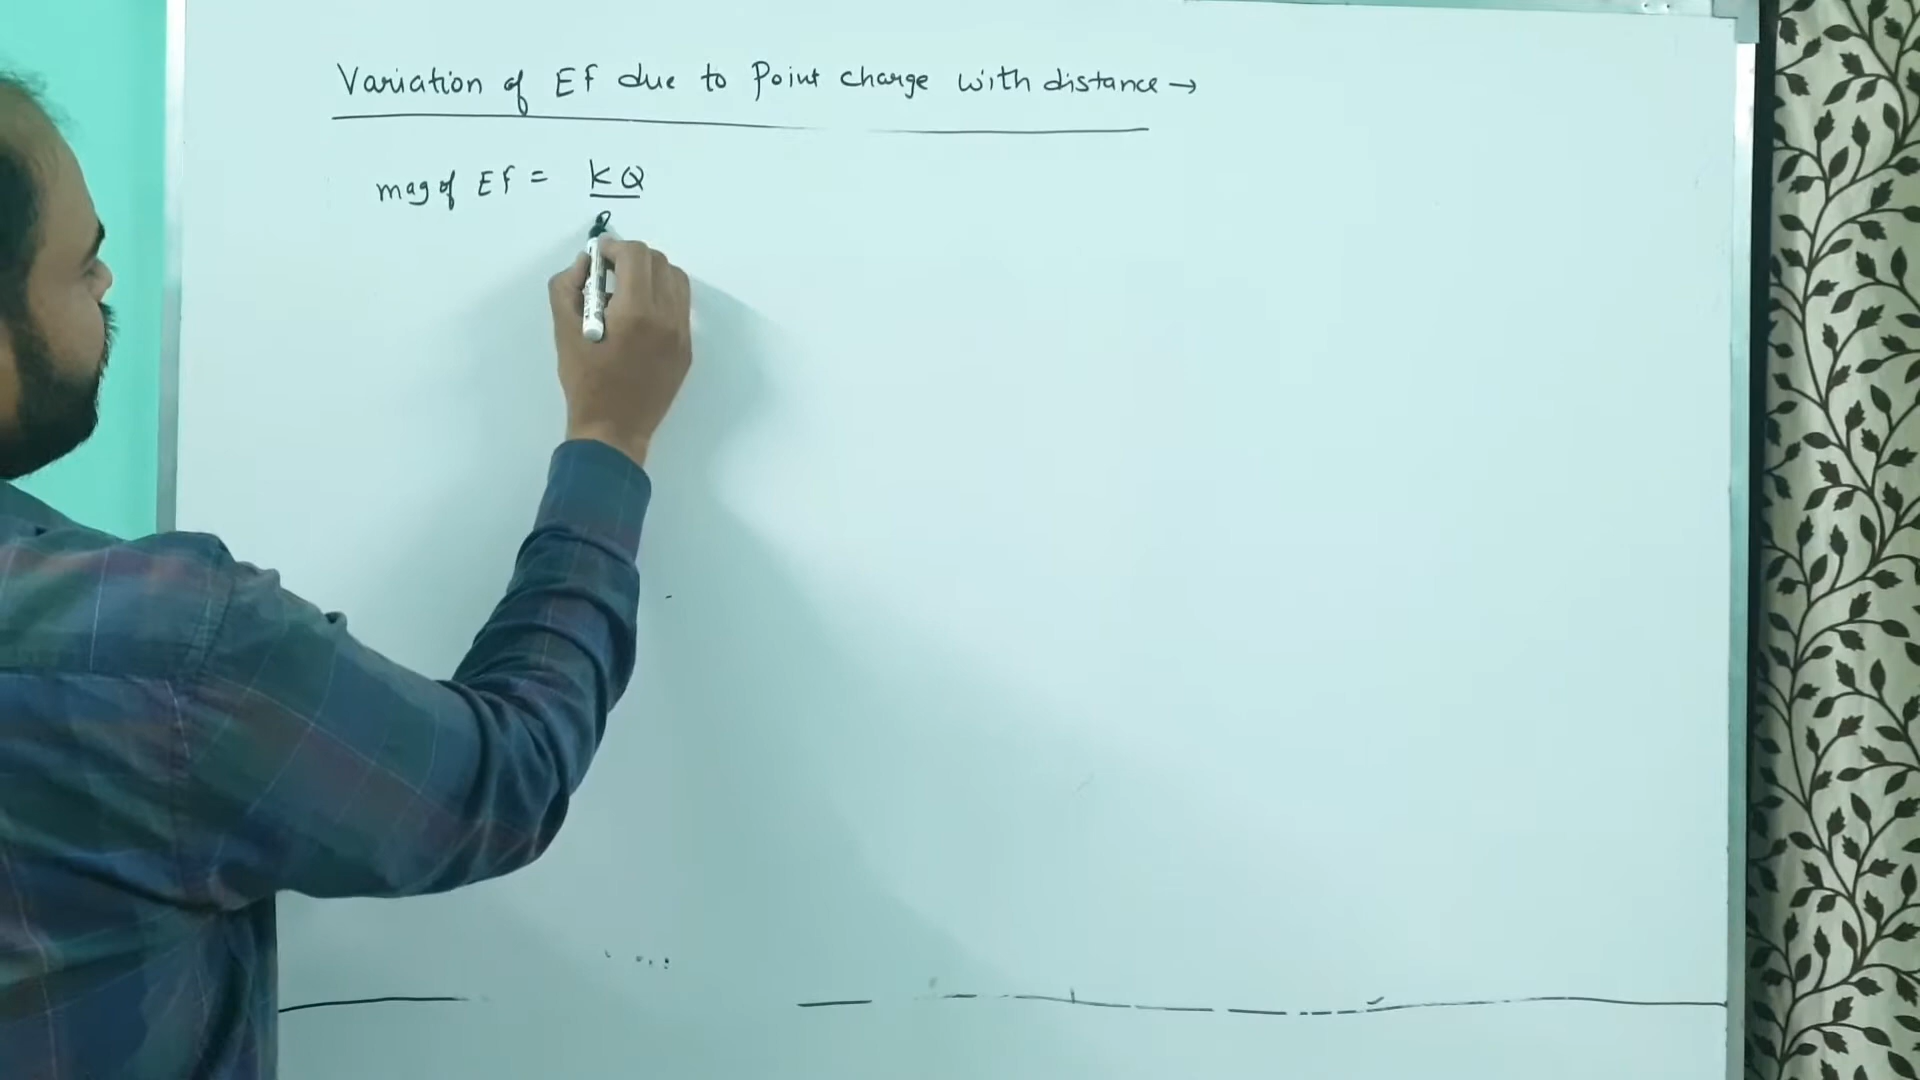 Variation of EF due to Point charge with distance →
mag of EF = KQ